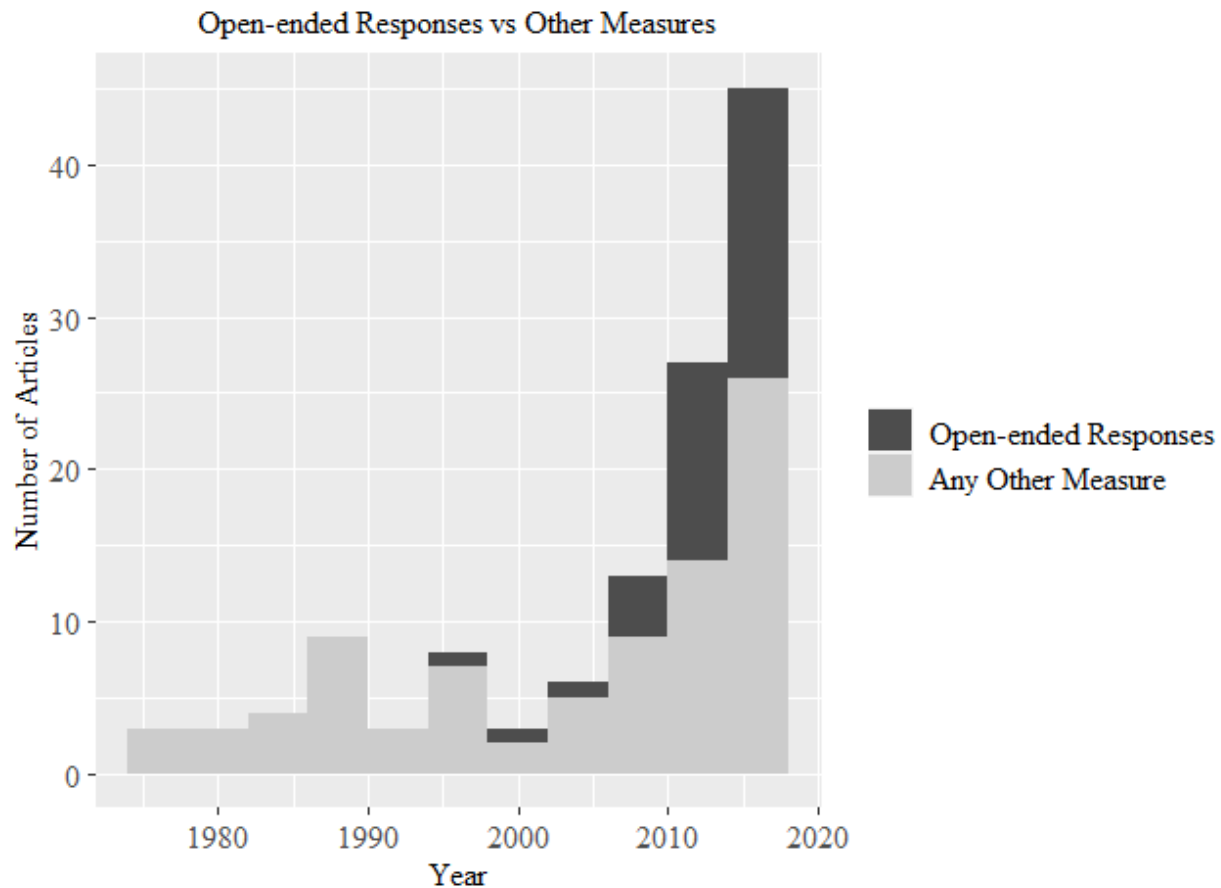 Open-ended Responses vs Other Measures
Number of Articles
40
30
20
10
0
1980 1990 2000 2010 2020
Year
Open-ended Responses
Any Other Measure